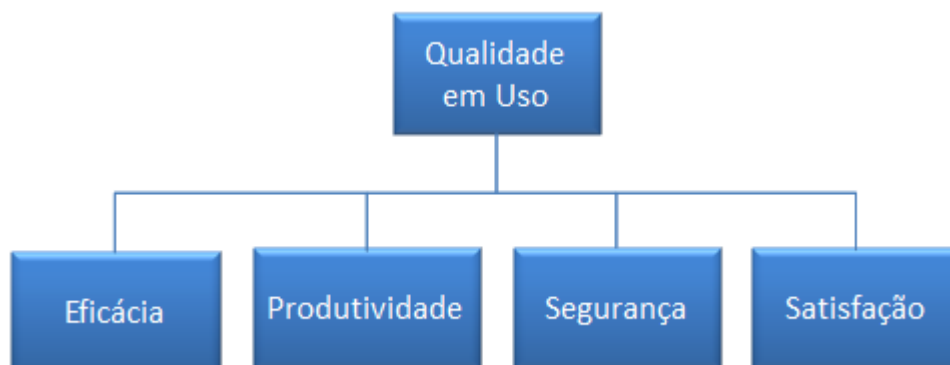 Qualidade
em Uso
Eficácia
Produtividade
Segurança
Satisfação